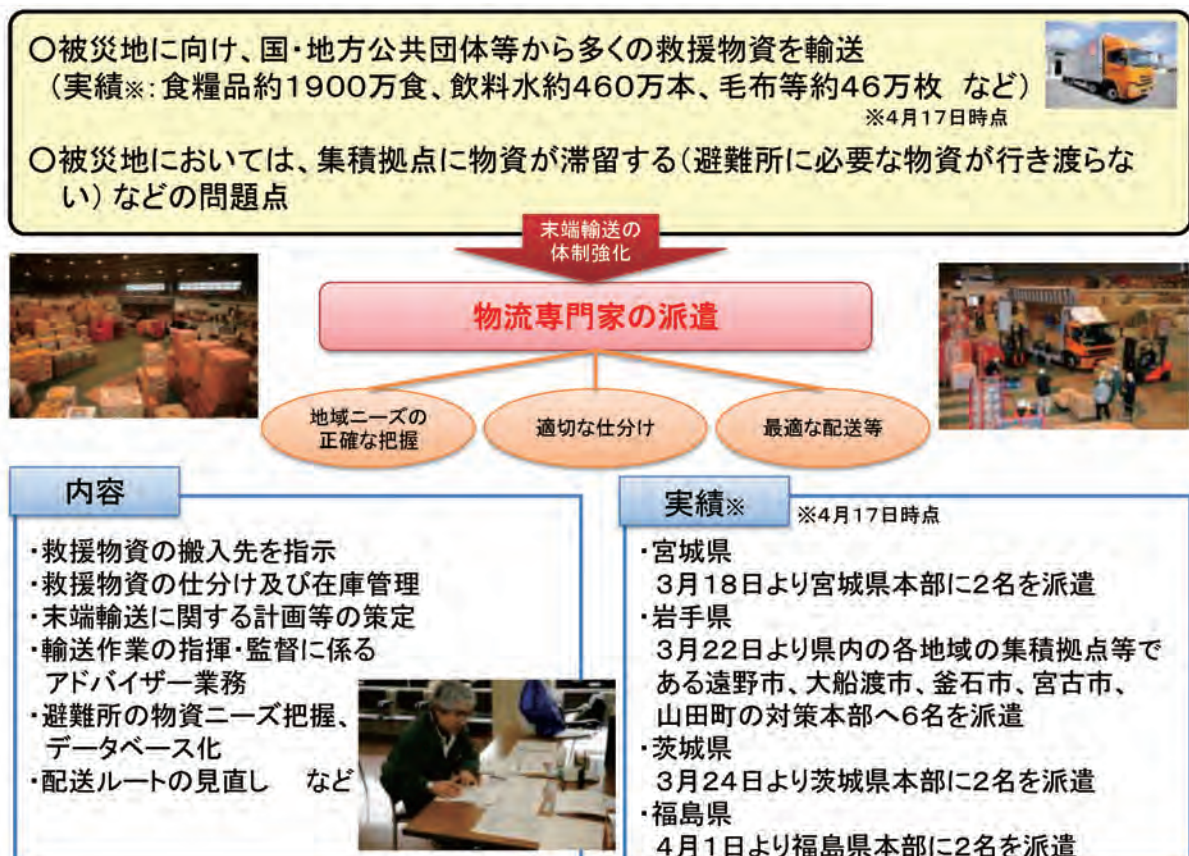 〇被災地に向け、国・地方公共団体等から多くの救援物資を輸送
(実績※:食糧品約1900万食、飲料水約460万本、毛布等約46万枚 など)
※4月17日時点
〇被災地においては、集積拠点に物資が滞留する(避難所に必要な物資が行き渡らな
い)などの問題点
末端輸送の
体制強化
物流専門家の派遣
地域ニーズの
正確な把握
適切な仕分け
最適な配送等
内容
・救援物資の搬入先を指示
・救援物資の仕分け及び在庫管理
・末端輸送に関する計画等の策定
・輸送作業の指揮・監督に係る
アドバイザー業務
・避難所の物資ニーズ把握、
データベース化
・配送ルートの見直し など
実績※
※4月17日時点
・宮城県
3月18日より宮城県本部に2名を派遣
・岩手県
3月22日より県内の各地域の集積拠点等で
ある遠野市、大船渡市、釜石市、宮古市、
山田町の対策本部へ6名を派遣
・茨城県
3月24日より茨城県本部に2名を派遣
・福島県
4月1日より福島県本部に2名を派遣